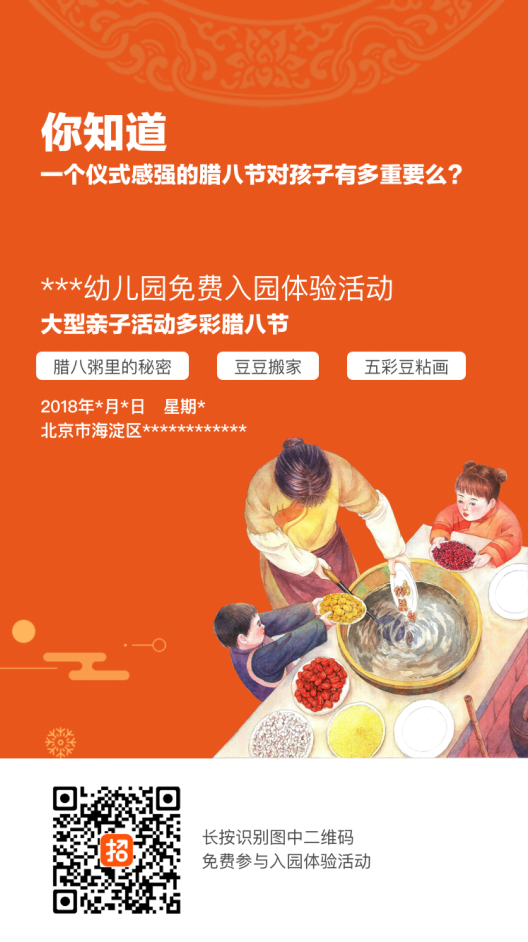 你知道
一个仪式感强的腊八节对孩子有多重要么?
***幼儿园免费入园体验活动
大型亲子活动多彩腊八节
腊八粥里的秘密 豆豆搬家 五彩豆粘画
2018年*月*日 星期*
北京市海淀区************
招
长按识别图中二维码
免费参与入园体验活动